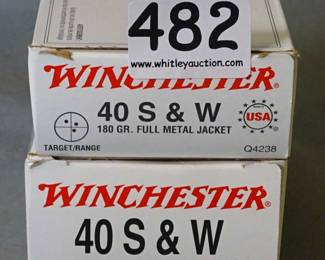 482
www.whitleyauction.com
WINCHESTER
40 S & W
180 GR. FULL METAL JACKET
USA
TARGET/RANGE
Q4238
WINCHESTER
40 S & W